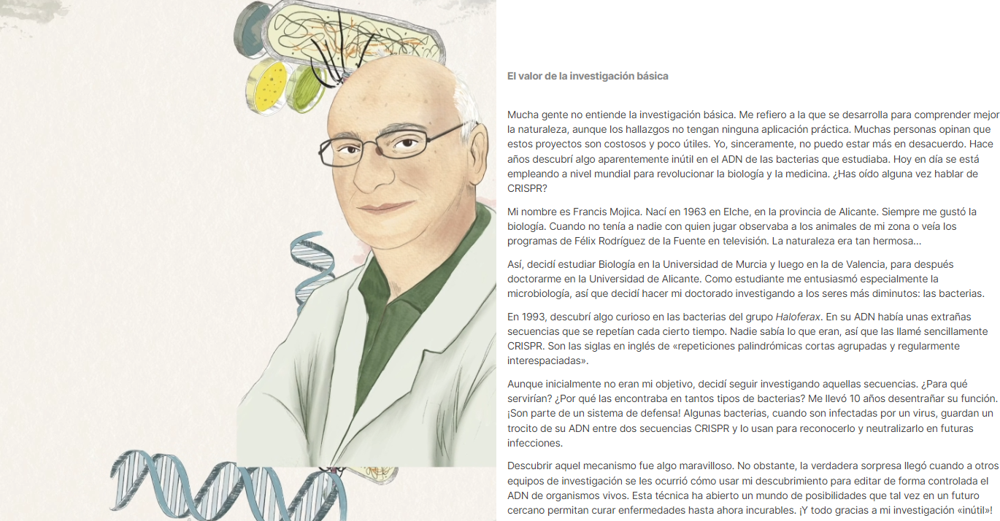 El valor de la investigación básica
Mucha gente no entiende la investigación básica. Me refiero a la que se desarrolla para comprender mejor
la naturaleza, aunque los hallazgos no tengan ninguna aplicación práctica. Muchas personas opinan que
estos proyectos son costosos y poco útiles. Yo, sinceramente, no puedo estar más en desacuerdo. Hace
años descubrí algo aparentemente inútil en el ADN de las bacterias que estudiaba. Hoy en día se está
empleando a nivel mundial para revolucionar la biología y la medicina. ¿Has oído alguna vez hablar de
CRISPR?
Mi nombre es Francis Mojica. Nací en 1963 en Elche, en la provincia de Alicante. Siempre me gustó la
biología. Cuando no tenía a nadie con quien jugar observaba a los animales de mi zona o veía los
programas de Félix Rodríguez de la Fuente en televisión. La naturaleza era tan hermosa...
Así, decidí estudiar Biología en la Universidad de Murcia y luego en la de Valencia, para después
doctorarme en la Universidad de Alicante. Como estudiante me entusiasmó especialmente la
microbiología, así que decidí hacer mi doctorado investigando a los seres más diminutos: las bacterias.
En 1993, descubrí algo curioso en las bacterias del grupo Haloferax. En su ADN había unas extrañas
secuencias que se repetían cada cierto tiempo. Nadie sabía lo que eran, así que las llamé sencillamente
CRISPR. Son las siglas en inglés de «repeticiones palindrómicas cortas agrupadas y regularmente
interespaciadas».
Aunque inicialmente no eran mi objetivo, decidí seguir investigando aquellas secuencias. ¿Para qué
servirían? ¿Por qué las encontraba en tantos tipos de bacterias? Me llevó 10 años desentrañar su función.
¡Son parte de un sistema de defensa! Algunas bacterias, cuando son infectadas por un virus, guardan un
trocito de su ADN entre dos secuencias CRISPR y lo usan para reconocerlo y neutralizarlo en futuras
infecciones.
Descubrir aquel mecanismo fue algo maravilloso. No obstante, la verdadera sorpresa llegó cuando a otros
equipos de investigación se les ocurrió cómo usar mi descubrimiento para editar de forma controlada el
ADN de organismos vivos. Esta técnica ha abierto un mundo de posibilidades que tal vez en un futuro
cercano permitan curar enfermedades hasta ahora incurables. ¡Y todo gracias a mi investigación «inútil»!